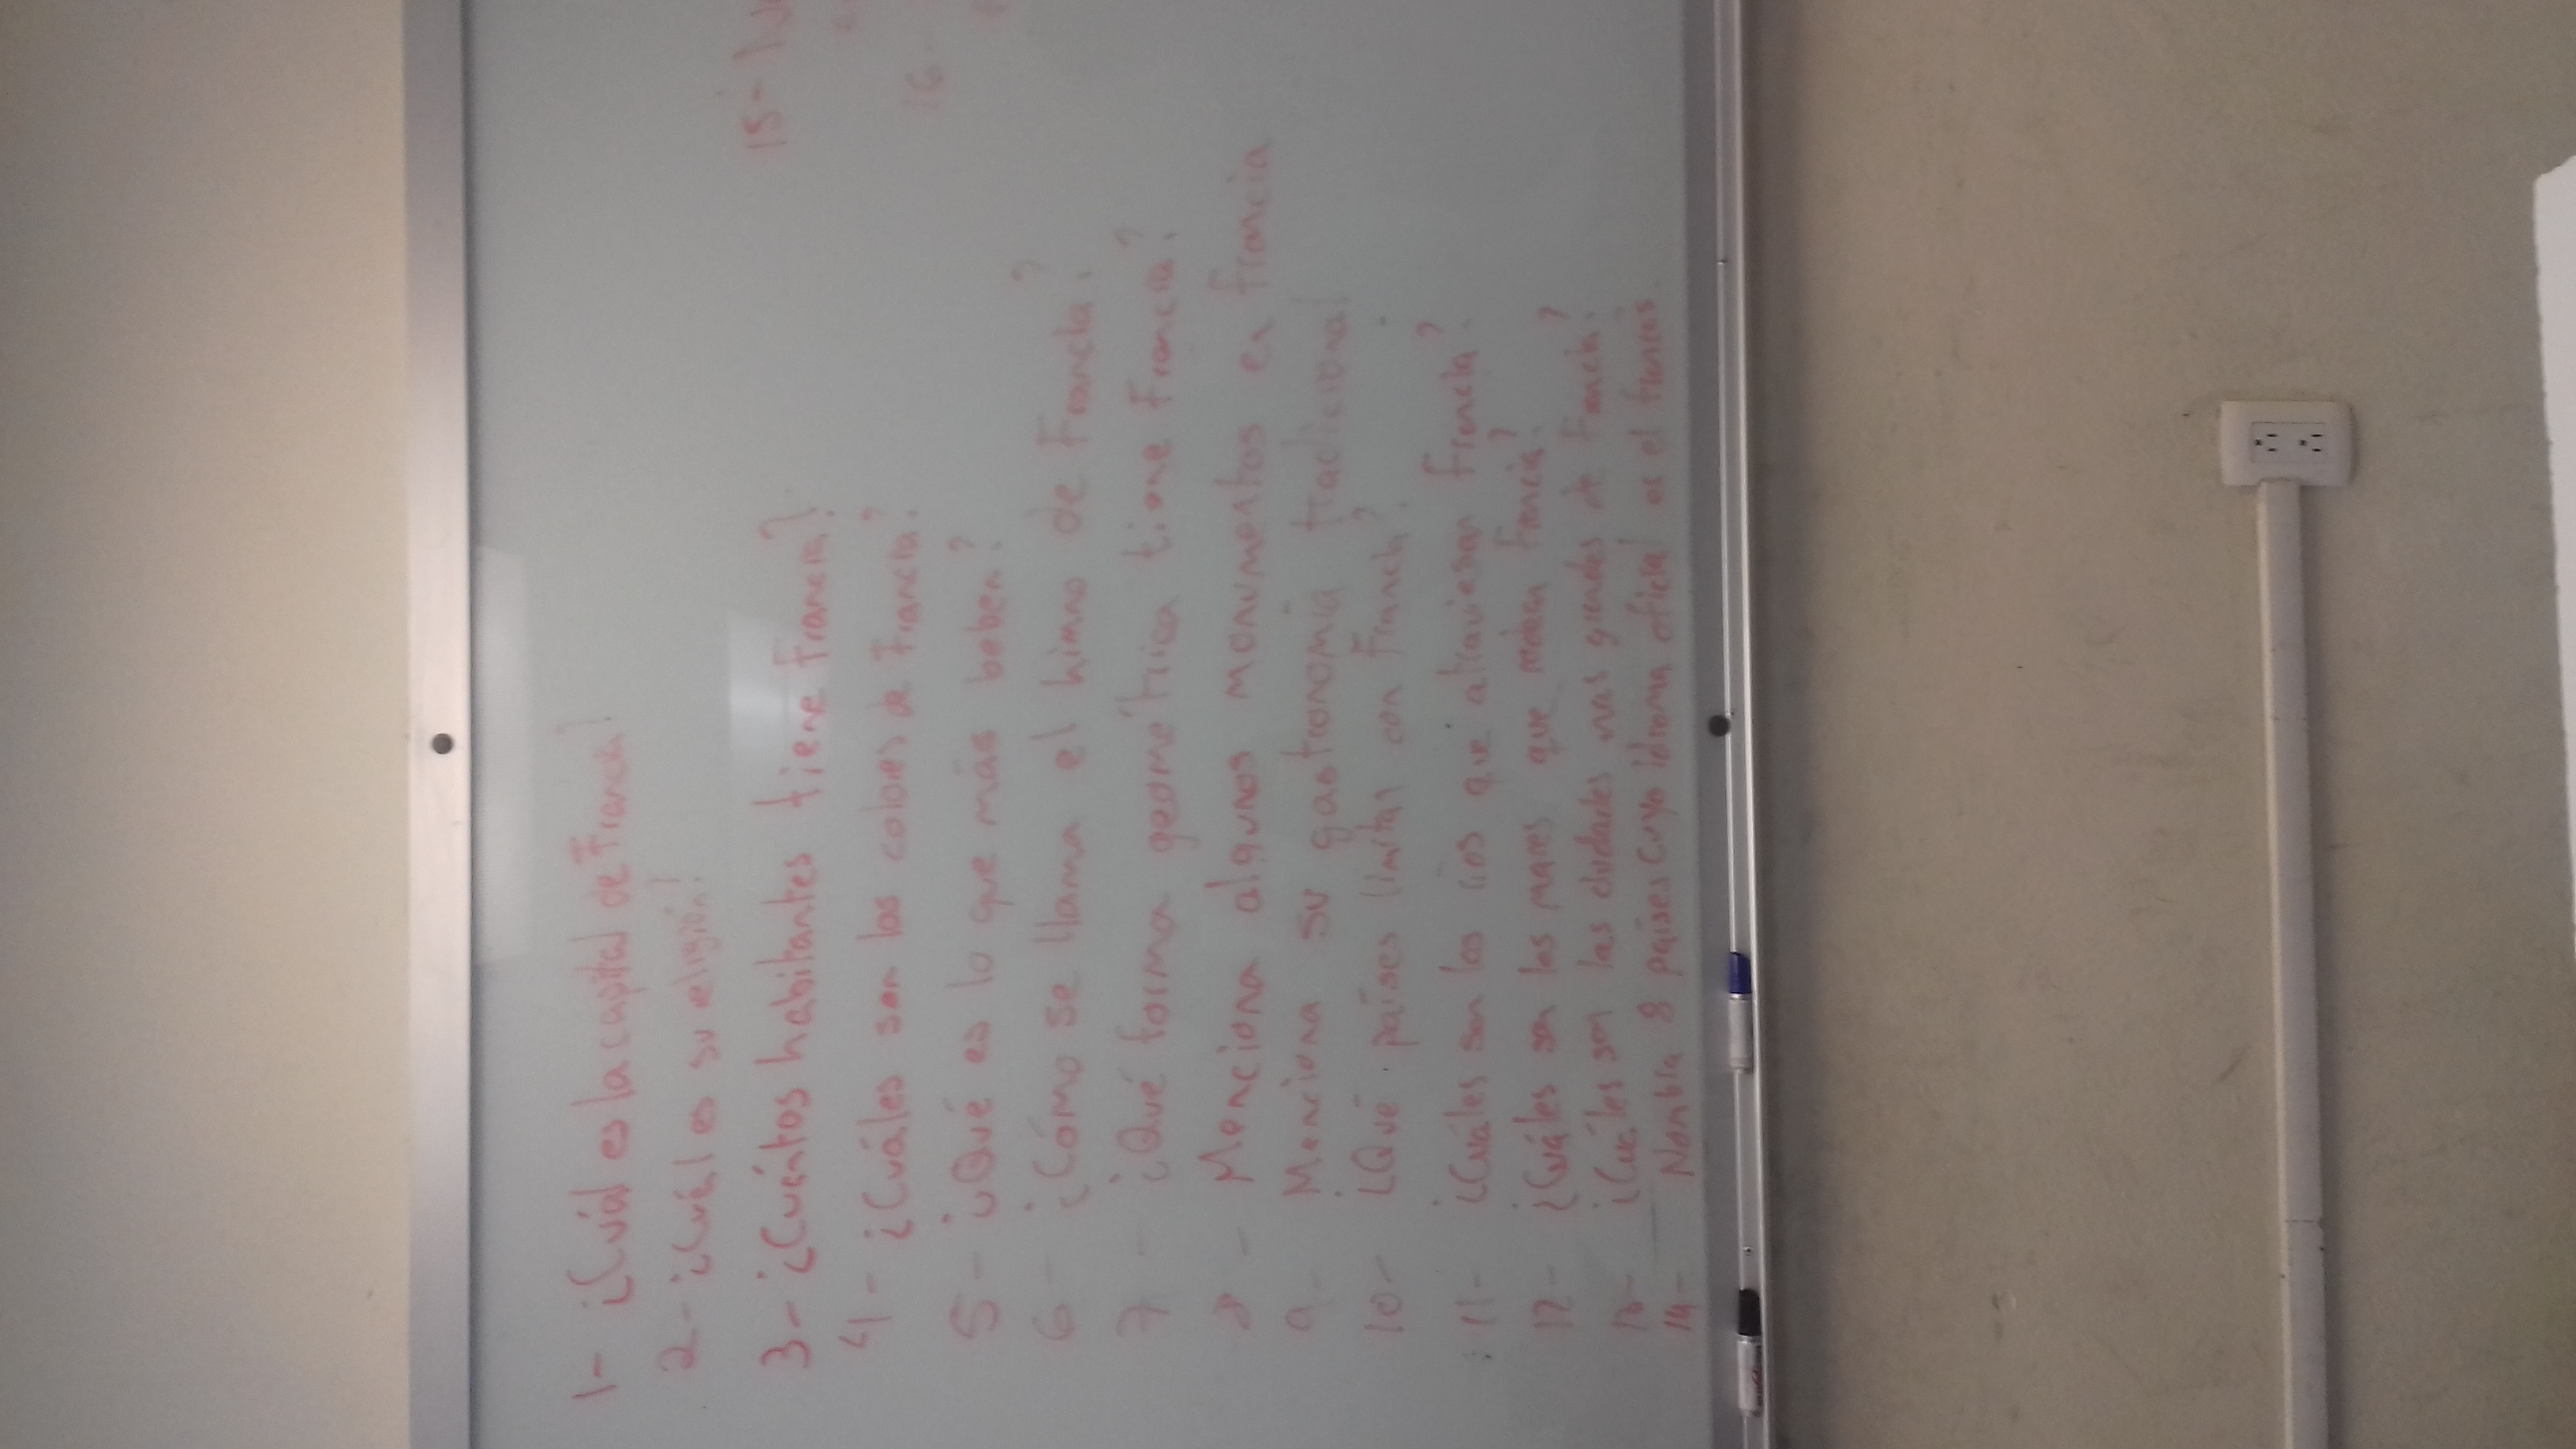 1- ¿Cuál es la capital de Francia?
2- ¿Cuál es su religión?
3- ¿Cuántos habitantes tiene Francia?
4- ¿Cuáles son los colores de Francia?
5- ¿Qué es lo que más beben?
6- ¿Cómo se llama el himno de Francia?
7- ¿Qué forma geométrica tiene Francia?
8- Menciona algunos monumentos en francia
9- Menciona su gastronomía tradicional
10- ¿Qué países limitan con Francia?
11- ¿Cuáles son los ríos que atraviesan Francia?
12- ¿Cuáles son los mares que rodean Francia?
13- ¿Cuáles son las ciudades mas grandes de Francia?
14- Nombra 8 países cuyo idioma oficial es el francés
15-
16-